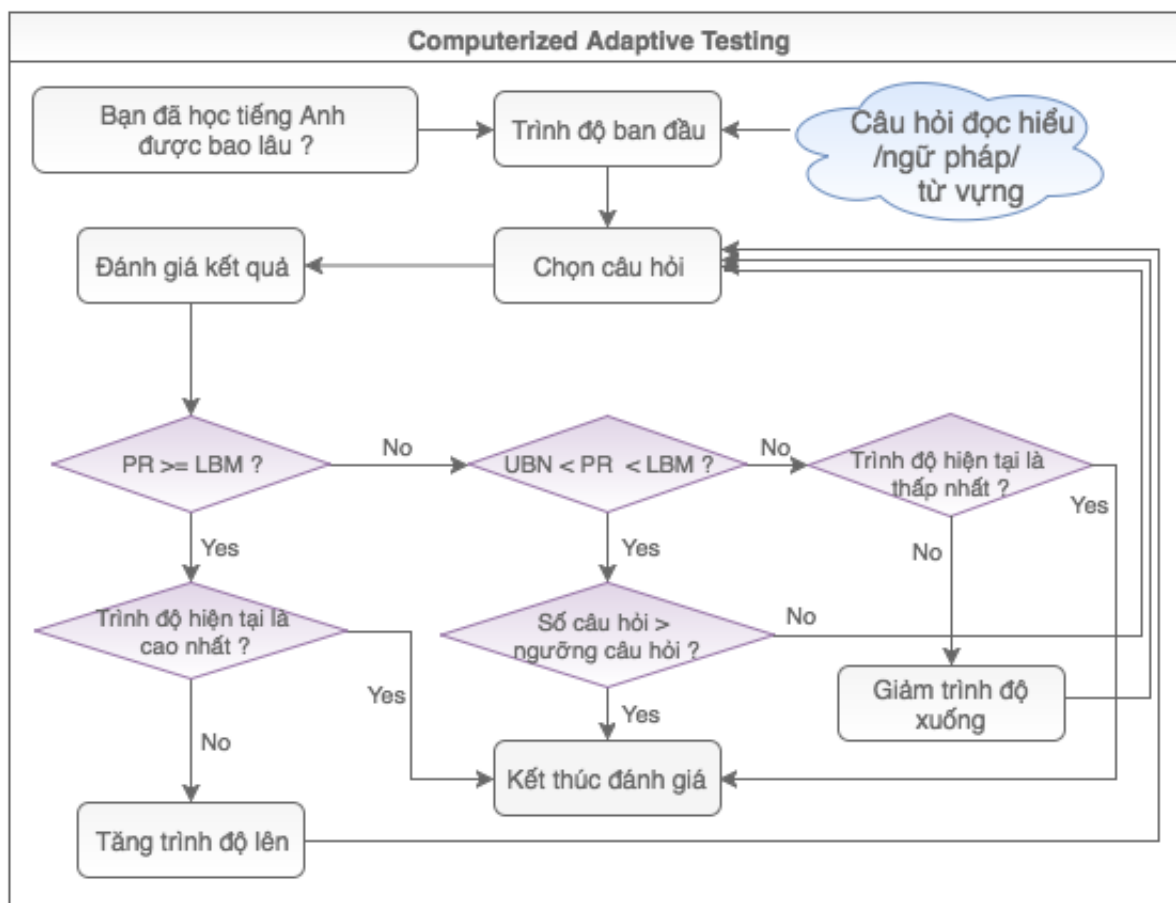 Computerized Adaptive Testing
Bạn đã học tiếng Anh
được bao lâu ?
Trình độ ban đầu
Câu hỏi đọc hiểu
/ngữ pháp/
từ vựng
Đánh giá kết quả
Chọn câu hỏi
PR >= LBM ?
No
UBN < PR < LBM ?
No
Trình độ hiện tại là
thấp nhất ?
Yes
Yes
Yes
No
Trình độ hiện tại là
cao nhất ?
Số câu hỏi >
ngưỡng câu hỏi ?
No
Yes
Yes
Giảm trình độ
xuống
No
Kết thúc đánh giá
Tăng trình độ lên